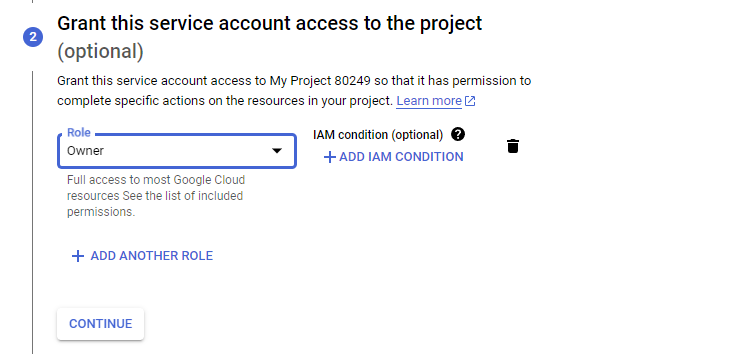 2
Grant this service account access to the project
(optional)
Grant this service account access to My Project 80249 so that it has permission to
complete specific actions on the resources in your project. Learn more
Role
Owner
IAM condition (optional) ?
+ ADD IAM CONDITION
Full access to most Google Cloud
resources See the list of included
permissions.
+ ADD ANOTHER ROLE
CONTINUE